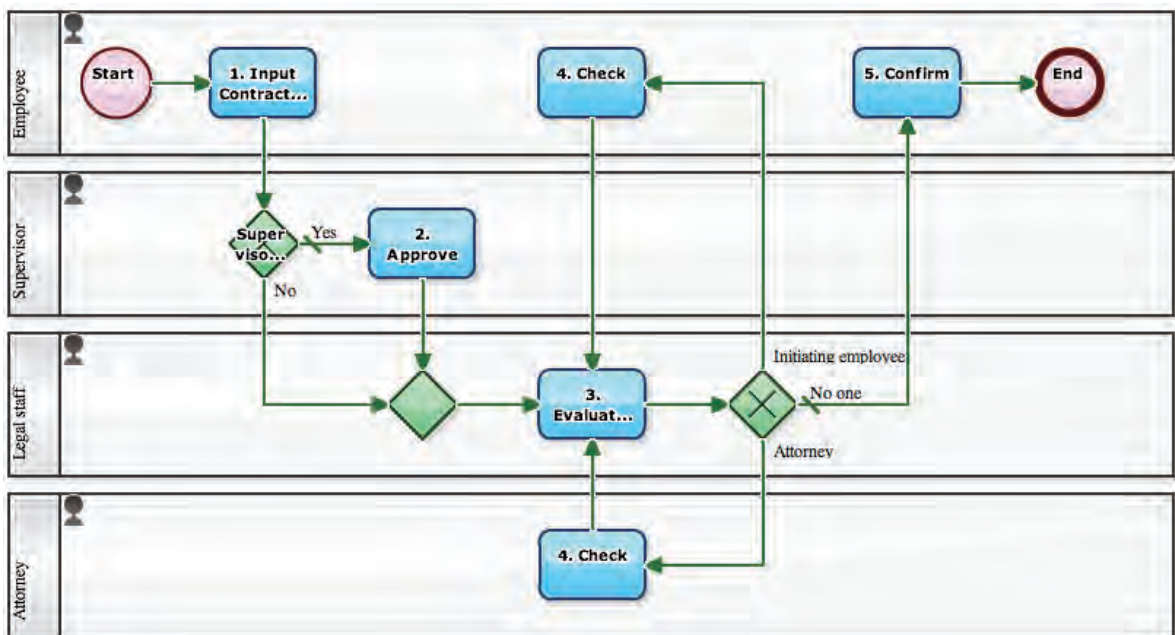 Employee
Start
1. Input
Contract...
4. Check
5. Confirm
End
Supervisor
Super
viso...
Yes
2.
Approve
No
Legal staff
3.
Evaluat...
Initiating employee
No one
Attorney
Attorney
4. Check